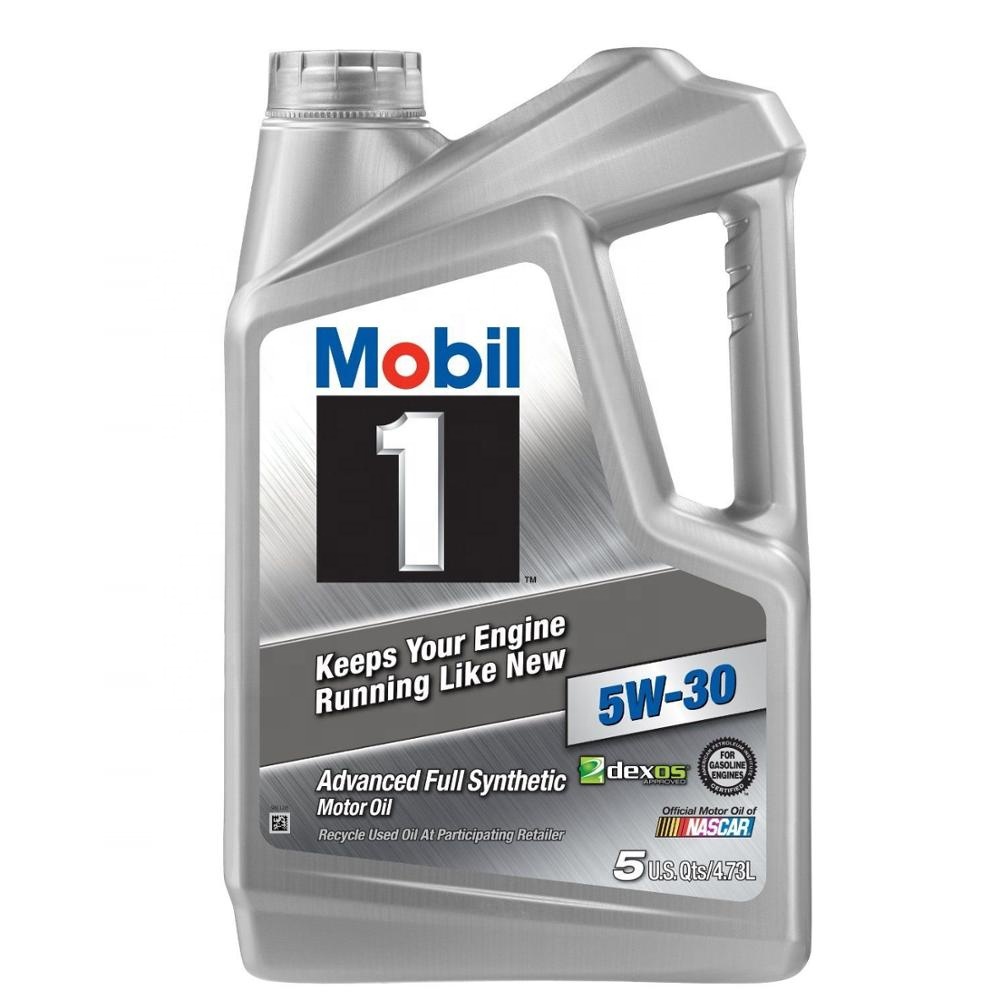 Mobil
1
TM
Keeps Your Engine
Running Like New
5W-30
dexos
APPROVED
FOR
GASOLINE
ENGINES
CERTIFIED
Advanced Full Synthetic
Motor Oil
Official Motor Oil of
NASCAR
Recycle Used Oil At Participating Retailer
5 U.S. Qts/4.73L